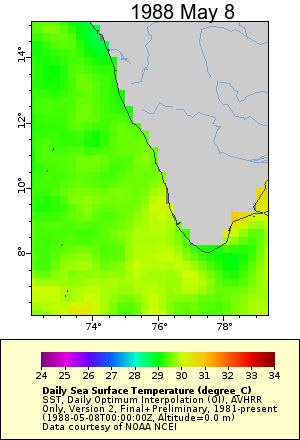 1988 May 8
14°
12°
10°
8°
74°
76°
78°
24 25 26 27 28 29 30 31 32 33 34
Daily Sea Surface Temperature (degree_C)
SST, Daily Optimum Interpolation (OI), AVHRR
Only, Version 2, Final+Preliminary, 1981-present
(1988-05-08T00:00:00Z, Altitude=0.0 m)
Data courtesy of NOAA NCEI